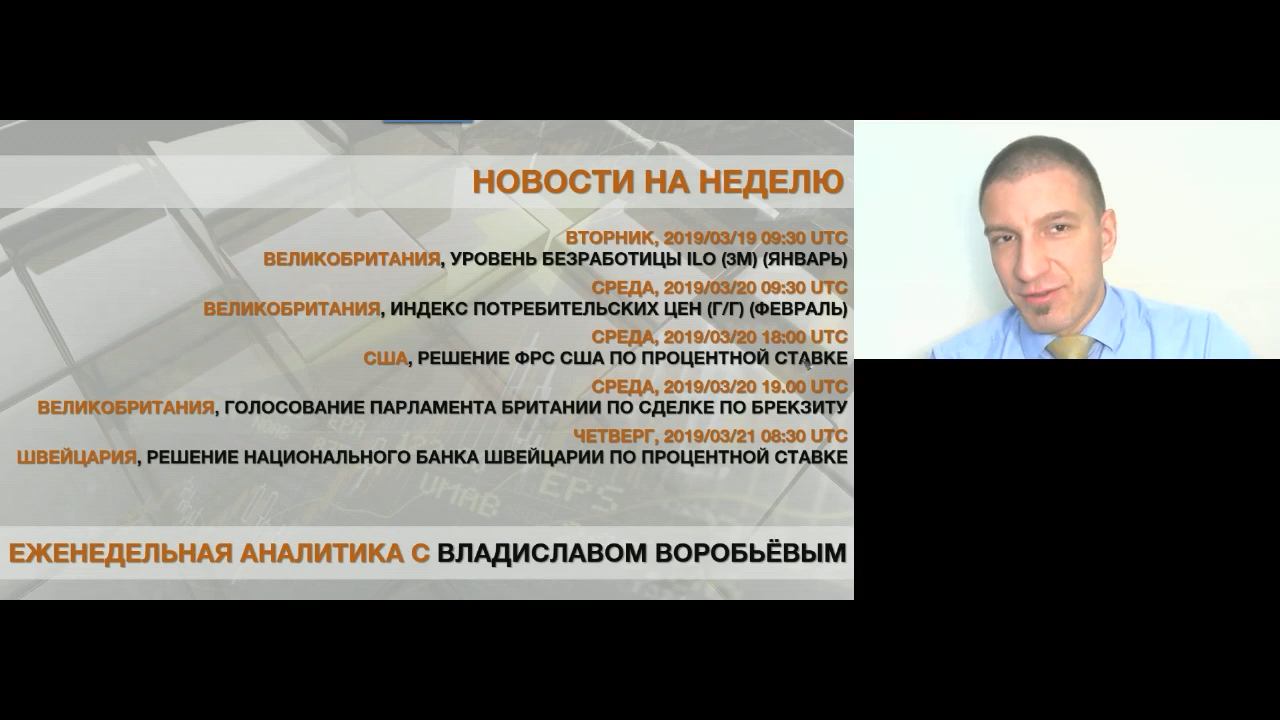 НОВОСТИ НА НЕДЕЛЮ
ВТОРНИК, 2019/03/19 09:30 UTC
ВЕЛИКОБРИТАНИЯ, УРОВЕНЬ БЕЗРАБОТИЦЫ ILO (3М) (ЯНВАРЬ)
СРЕДА, 2019/03/20 09:30 UTC
ВЕЛИКОБРИТАНИЯ, ИНДЕКС ПОТРЕБИТЕЛЬСКИХ ЦЕН (Г/Г) (ФЕВРАЛЬ)
СРЕДА, 2019/03/20 18:00 UTC
США, РЕШЕНИЕ ФРС США ПО ПРОЦЕНТНОЙ СТАВКЕ
СРЕДА, 2019/03/20 19.00 UTC
ВЕЛИКОБРИТАНИЯ, ГОЛОСОВАНИЕ ПАРЛАМЕНТА БРИТАНИИ ПО СДЕЛКЕ ПО БРЕКЗИТУ
ЧЕТВЕРГ, 2019/03/21 08:30 UTC
ШВЕЙЦАРИЯ, РЕШЕНИЕ НАЦИОНАЛЬНОГО БАНКА ШВЕЙЦАРИИ ПО ПРОЦЕНТНОЙ СТАВКЕ
VMAB
EPS
ЕЖЕНЕДЕЛЬНАЯ АНАЛИТИКА С ВЛАДИСЛАВОМ ВОРОБЬЁВЫМ